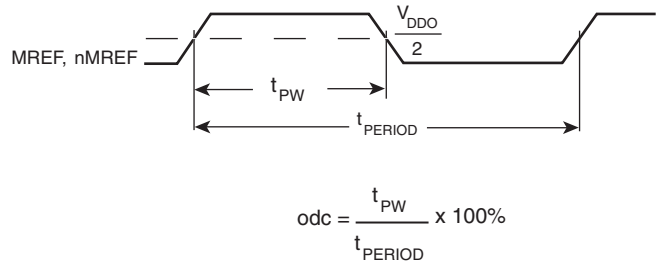 V_DDO
2
MREF, nMREF
t_PW
t_PERIOD
odc = t_PW / t_PERIOD x 100%